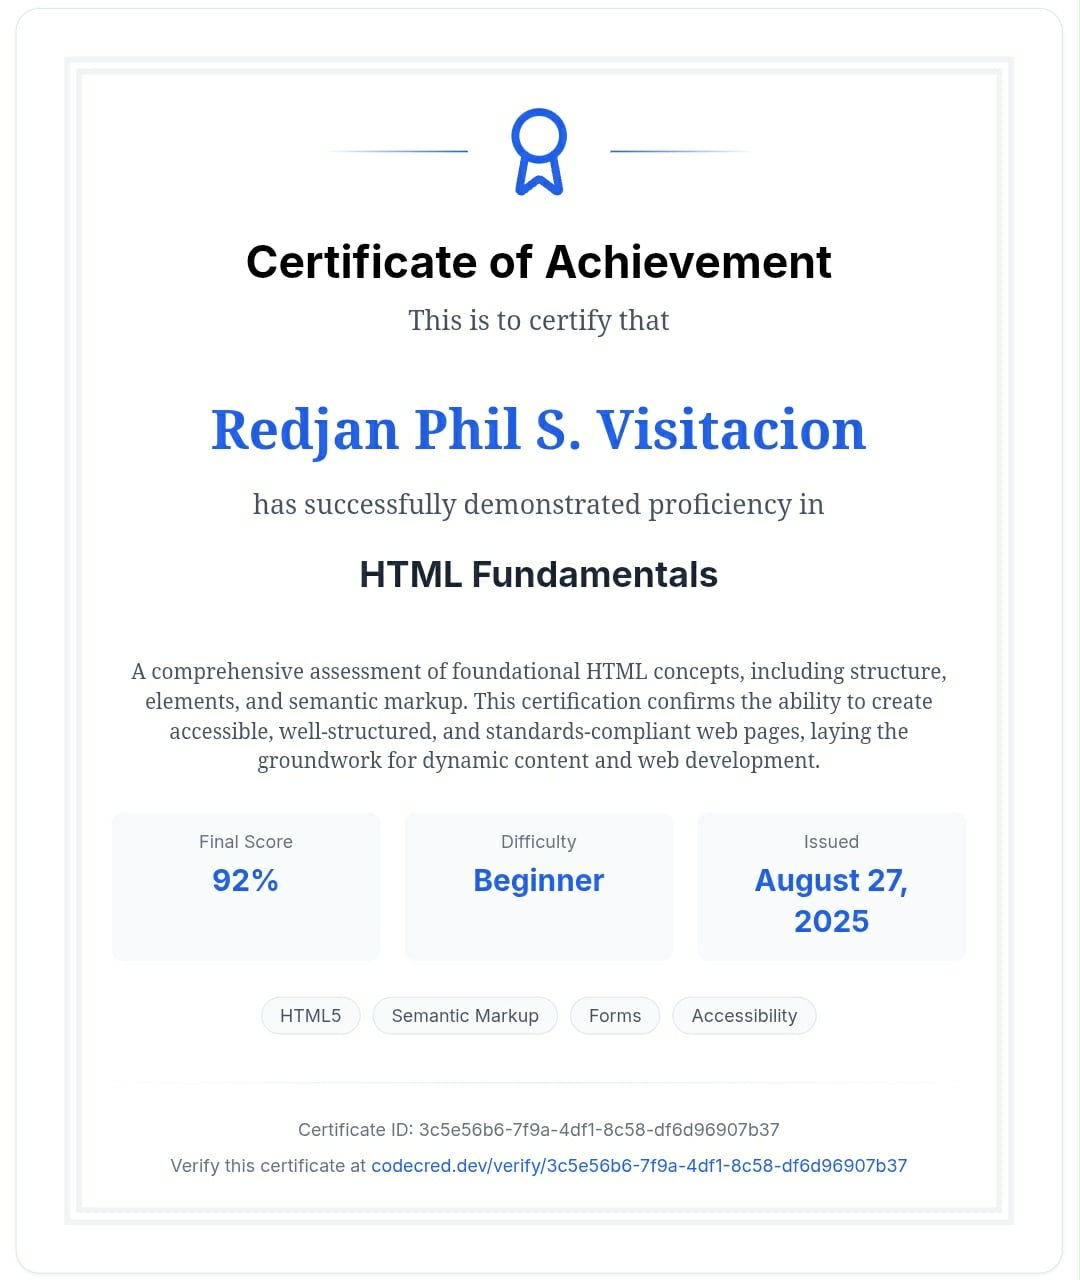 Certificate of Achievement
This is to certify that
Redjan Phil S. Visitacion
has successfully demonstrated proficiency in
HTML Fundamentals
A comprehensive assessment of foundational HTML concepts, including structure,
elements, and semantic markup. This certification confirms the ability to create
accessible, well-structured, and standards-compliant web pages, laying the
groundwork for dynamic content and web development.
Final Score
92%
Difficulty
Beginner
Issued
August 27,
2025
HTML5
Semantic Markup
Forms
Accessibility
Certificate ID: 3c5e56b6-7f9a-4df1-8c58-df6d96907b37
Verify this certificate at codecred.dev/verify/3c5e56b6-7f9a-4df1-8c58-df6d96907b37